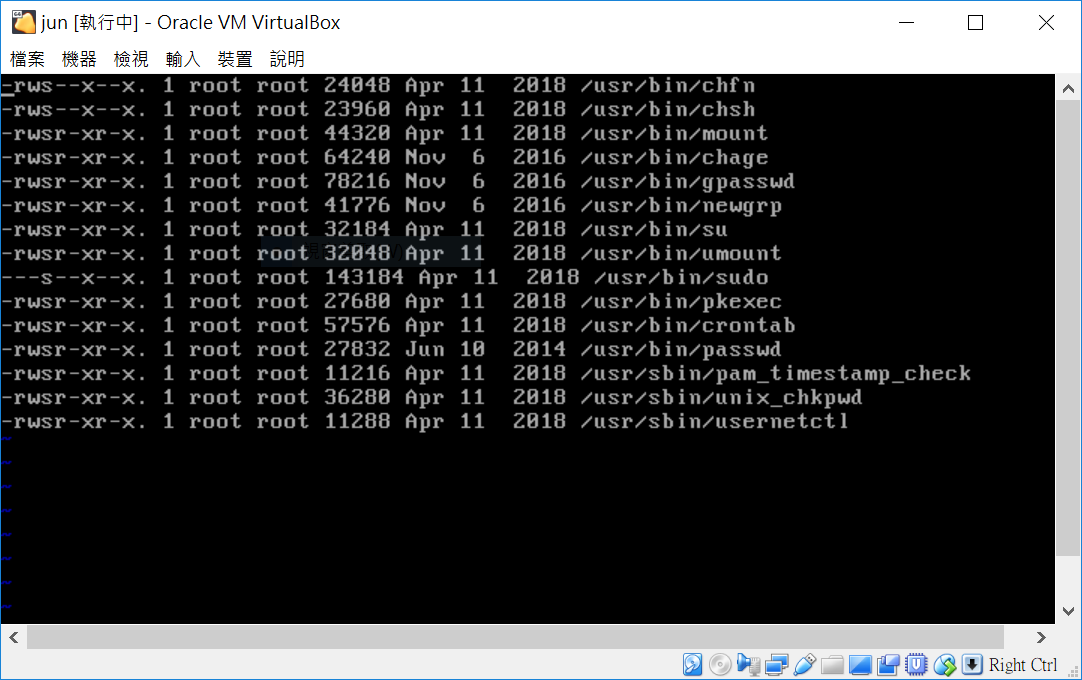 jun [執行中] - Oracle VM VirtualBox
檔案 機器 檢視 輸入 裝置 說明
-rws--x--x. 1 root root 24048 Apr 11  2018 /usr/bin/chfn
-rws--x--x. 1 root root 23960 Apr 11  2018 /usr/bin/chsh
-rwsr-xr-x. 1 root root 44320 Apr 11  2018 /usr/bin/mount
-rwsr-xr-x. 1 root root 64240 Nov  6  2016 /usr/bin/chage
-rwsr-xr-x. 1 root root 78216 Nov  6  2016 /usr/bin/gpasswd
-rwsr-xr-x. 1 root root 41776 Nov  6  2016 /usr/bin/newgrp
-rwsr-xr-x. 1 root root 32184 Apr 11  2018 /usr/bin/su
-rwsr-xr-x. 1 root root 32048 Apr 11  2018 /usr/bin/umount
---s--x--x. 1 root root 143184 Apr 11  2018 /usr/bin/sudo
-rwsr-xr-x. 1 root root 27680 Apr 11  2018 /usr/bin/pkexec
-rwsr-xr-x. 1 root root 57576 Apr 11  2018 /usr/bin/crontab
-rwsr-xr-x. 1 root root 27832 Jun 10  2014 /usr/bin/passwd
-rwsr-xr-x. 1 root root 11216 Apr 11  2018 /usr/sbin/pam_timestamp_check
-rwsr-xr-x. 1 root root 36280 Apr 11  2018 /usr/sbin/unix_chkpwd
-rwsr-xr-x. 1 root root 11288 Apr 11  2018 /usr/sbin/usernetctl
~
~
~
~
~
~
~
~
Right Ctrl